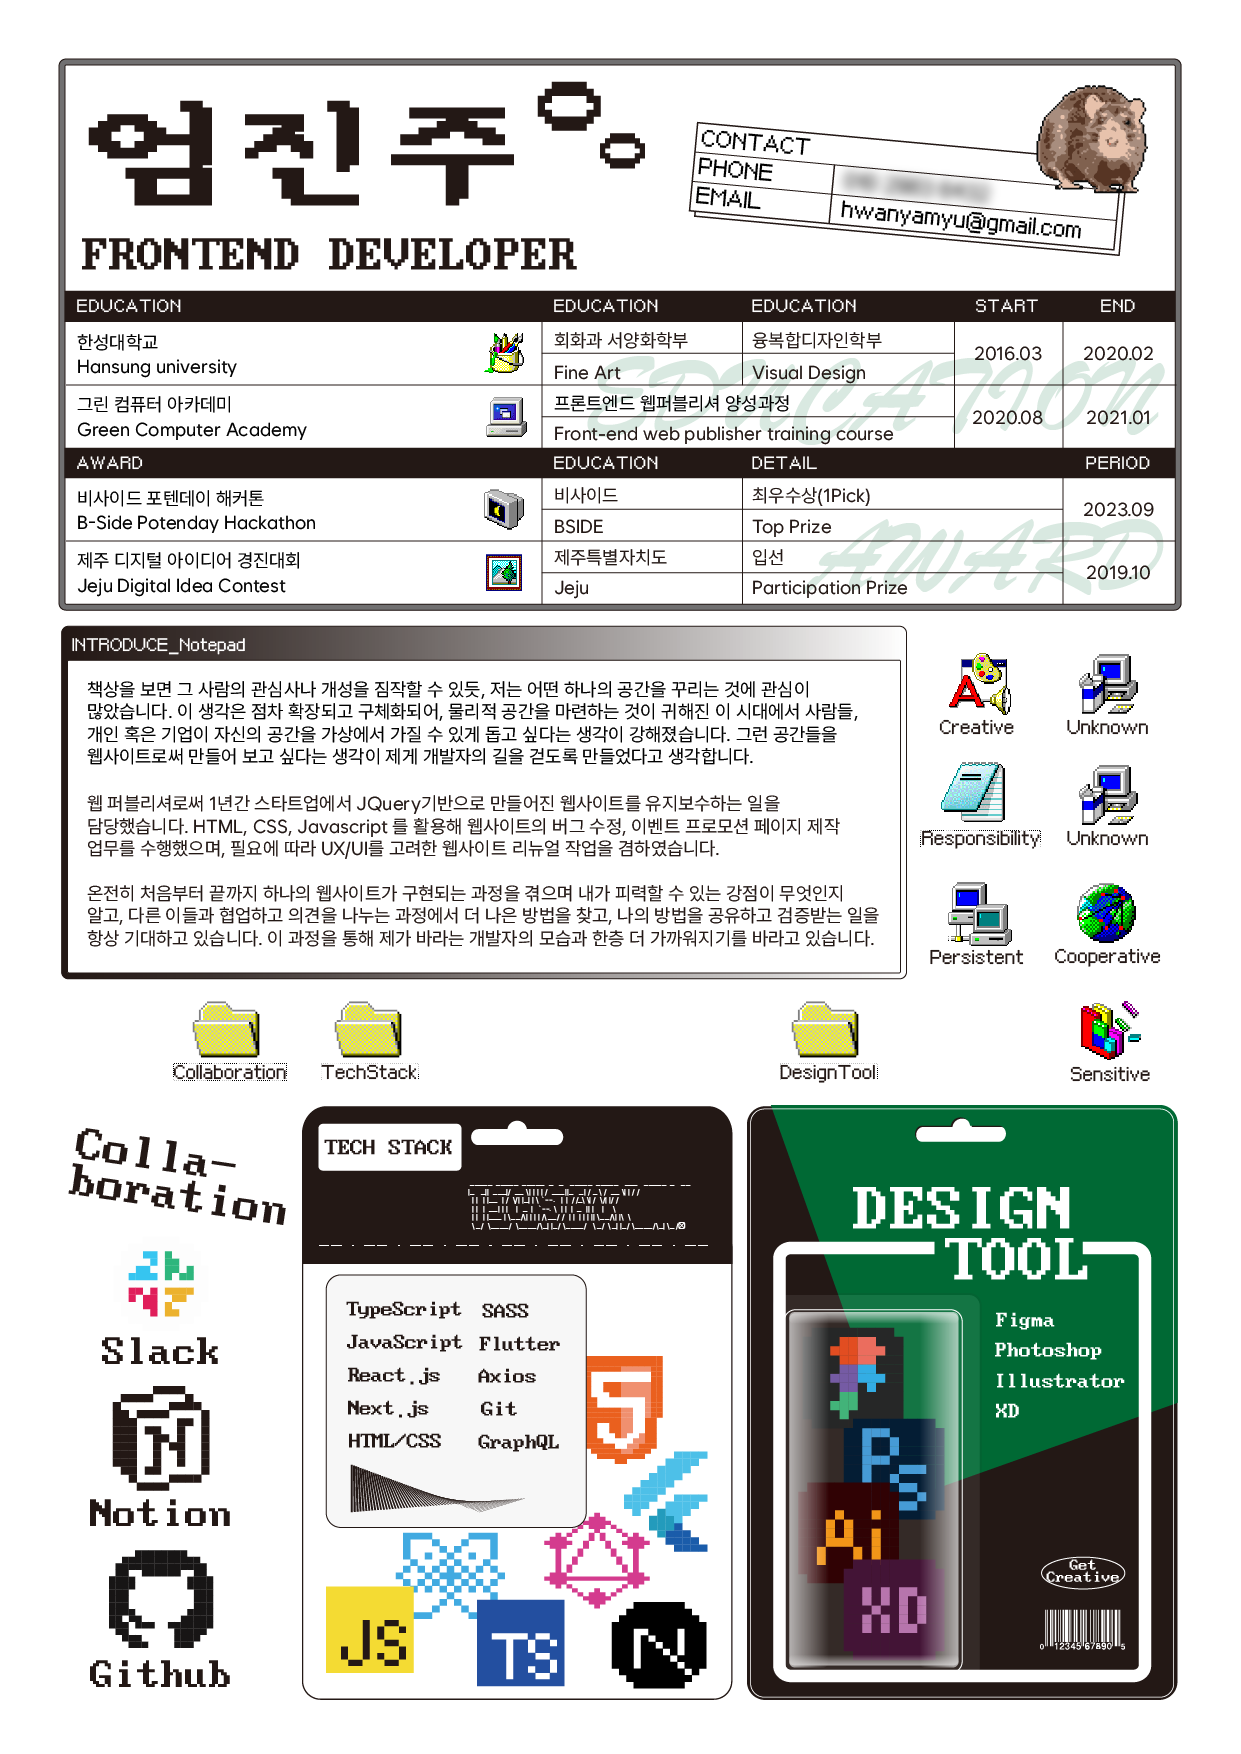 엄진주
FRONTEND DEVELOPER
CONTACT
PHONE
EMAIL hwanyamyu@gmail.com
EDUCATION EDUCATION EDUCATION START END
한성대학교 회화과 서양화학부 융복합디자인학부 2016.03 2020.02
Hansung university Fine Art Visual Design
EDUCATION
그린 컴퓨터 아카데미 프론트엔드 웹퍼블리셔 양성과정 2020.08 2021.01
Green Computer Academy Front-end web publisher training course
AWARD EDUCATION DETAIL PERIOD
비사이드 포텐데이 해커톤 비사이드 최우수상(1Pick) 2023.09
B-Side Potenday Hackathon BSIDE Top Prize
AWARD
제주 디지털 아이디어 경진대회 제주특별자치도 입선 2019.10
Jeju Digital Idea Contest Jeju Participation Prize
INTRODUCE_Notepad
책상을 보면 그 사람의 관심사나 개성을 짐작할 수 있듯, 저는 어떤 하나의 공간을 꾸리는 것에 관심이
많았습니다. 이 생각은 점차 확장되고 구체화되어, 물리적 공간을 마련하는 것이 귀해진 이 시대에서 사람들,
개인 혹은 기업이 자신의 공간을 가상에서 가질 수 있게 돕고 싶다는 생각이 강해졌습니다. 그런 공간들을
웹사이트로써 만들어 보고 싶다는 생각이 제게 개발자의 길을 걷도록 만들었다고 생각합니다.
웹 퍼블리셔로써 1년간 스타트업에서 JQuery기반으로 만들어진 웹사이트를 유지보수하는 일을
담당했습니다. HTML, CSS, Javascript 를 활용해 웹사이트의 버그 수정, 이벤트 프로모션 페이지 제작
업무를 수행했으며, 필요에 따라 UX/UI를 고려한 웹사이트 리뉴얼 작업을 겸하였습니다.
온전히 처음부터 끝까지 하나의 웹사이트가 구현되는 과정을 겪으며 내가 피력할 수 있는 강점이 무엇인지
알고, 다른 이들과 협업하고 의견을 나누는 과정에서 더 나은 방법을 찾고, 나의 방법을 공유하고 검증받는 일을
항상 기대하고 있습니다. 이 과정을 통해 제가 바라는 개발자의 모습과 한층 더 가까워지기를 바라고 있습니다.
Creative Unknown
Responsibility Unknown
Persistent Cooperative
Collaboration TechStack DesignTool Sensitive
Colla-
boration
Slack
Notion
Github
TECH STACK
TypeScript SASS
JavaScript Flutter
React.js Axios
Next.js Git
HTML/CSS GraphQL
JS
TS
N
DESIGN
TOOL
Figma
Photoshop
Illustrator
XD
Ps
Ai
XD
Get
Creative
0 12345 67890 5